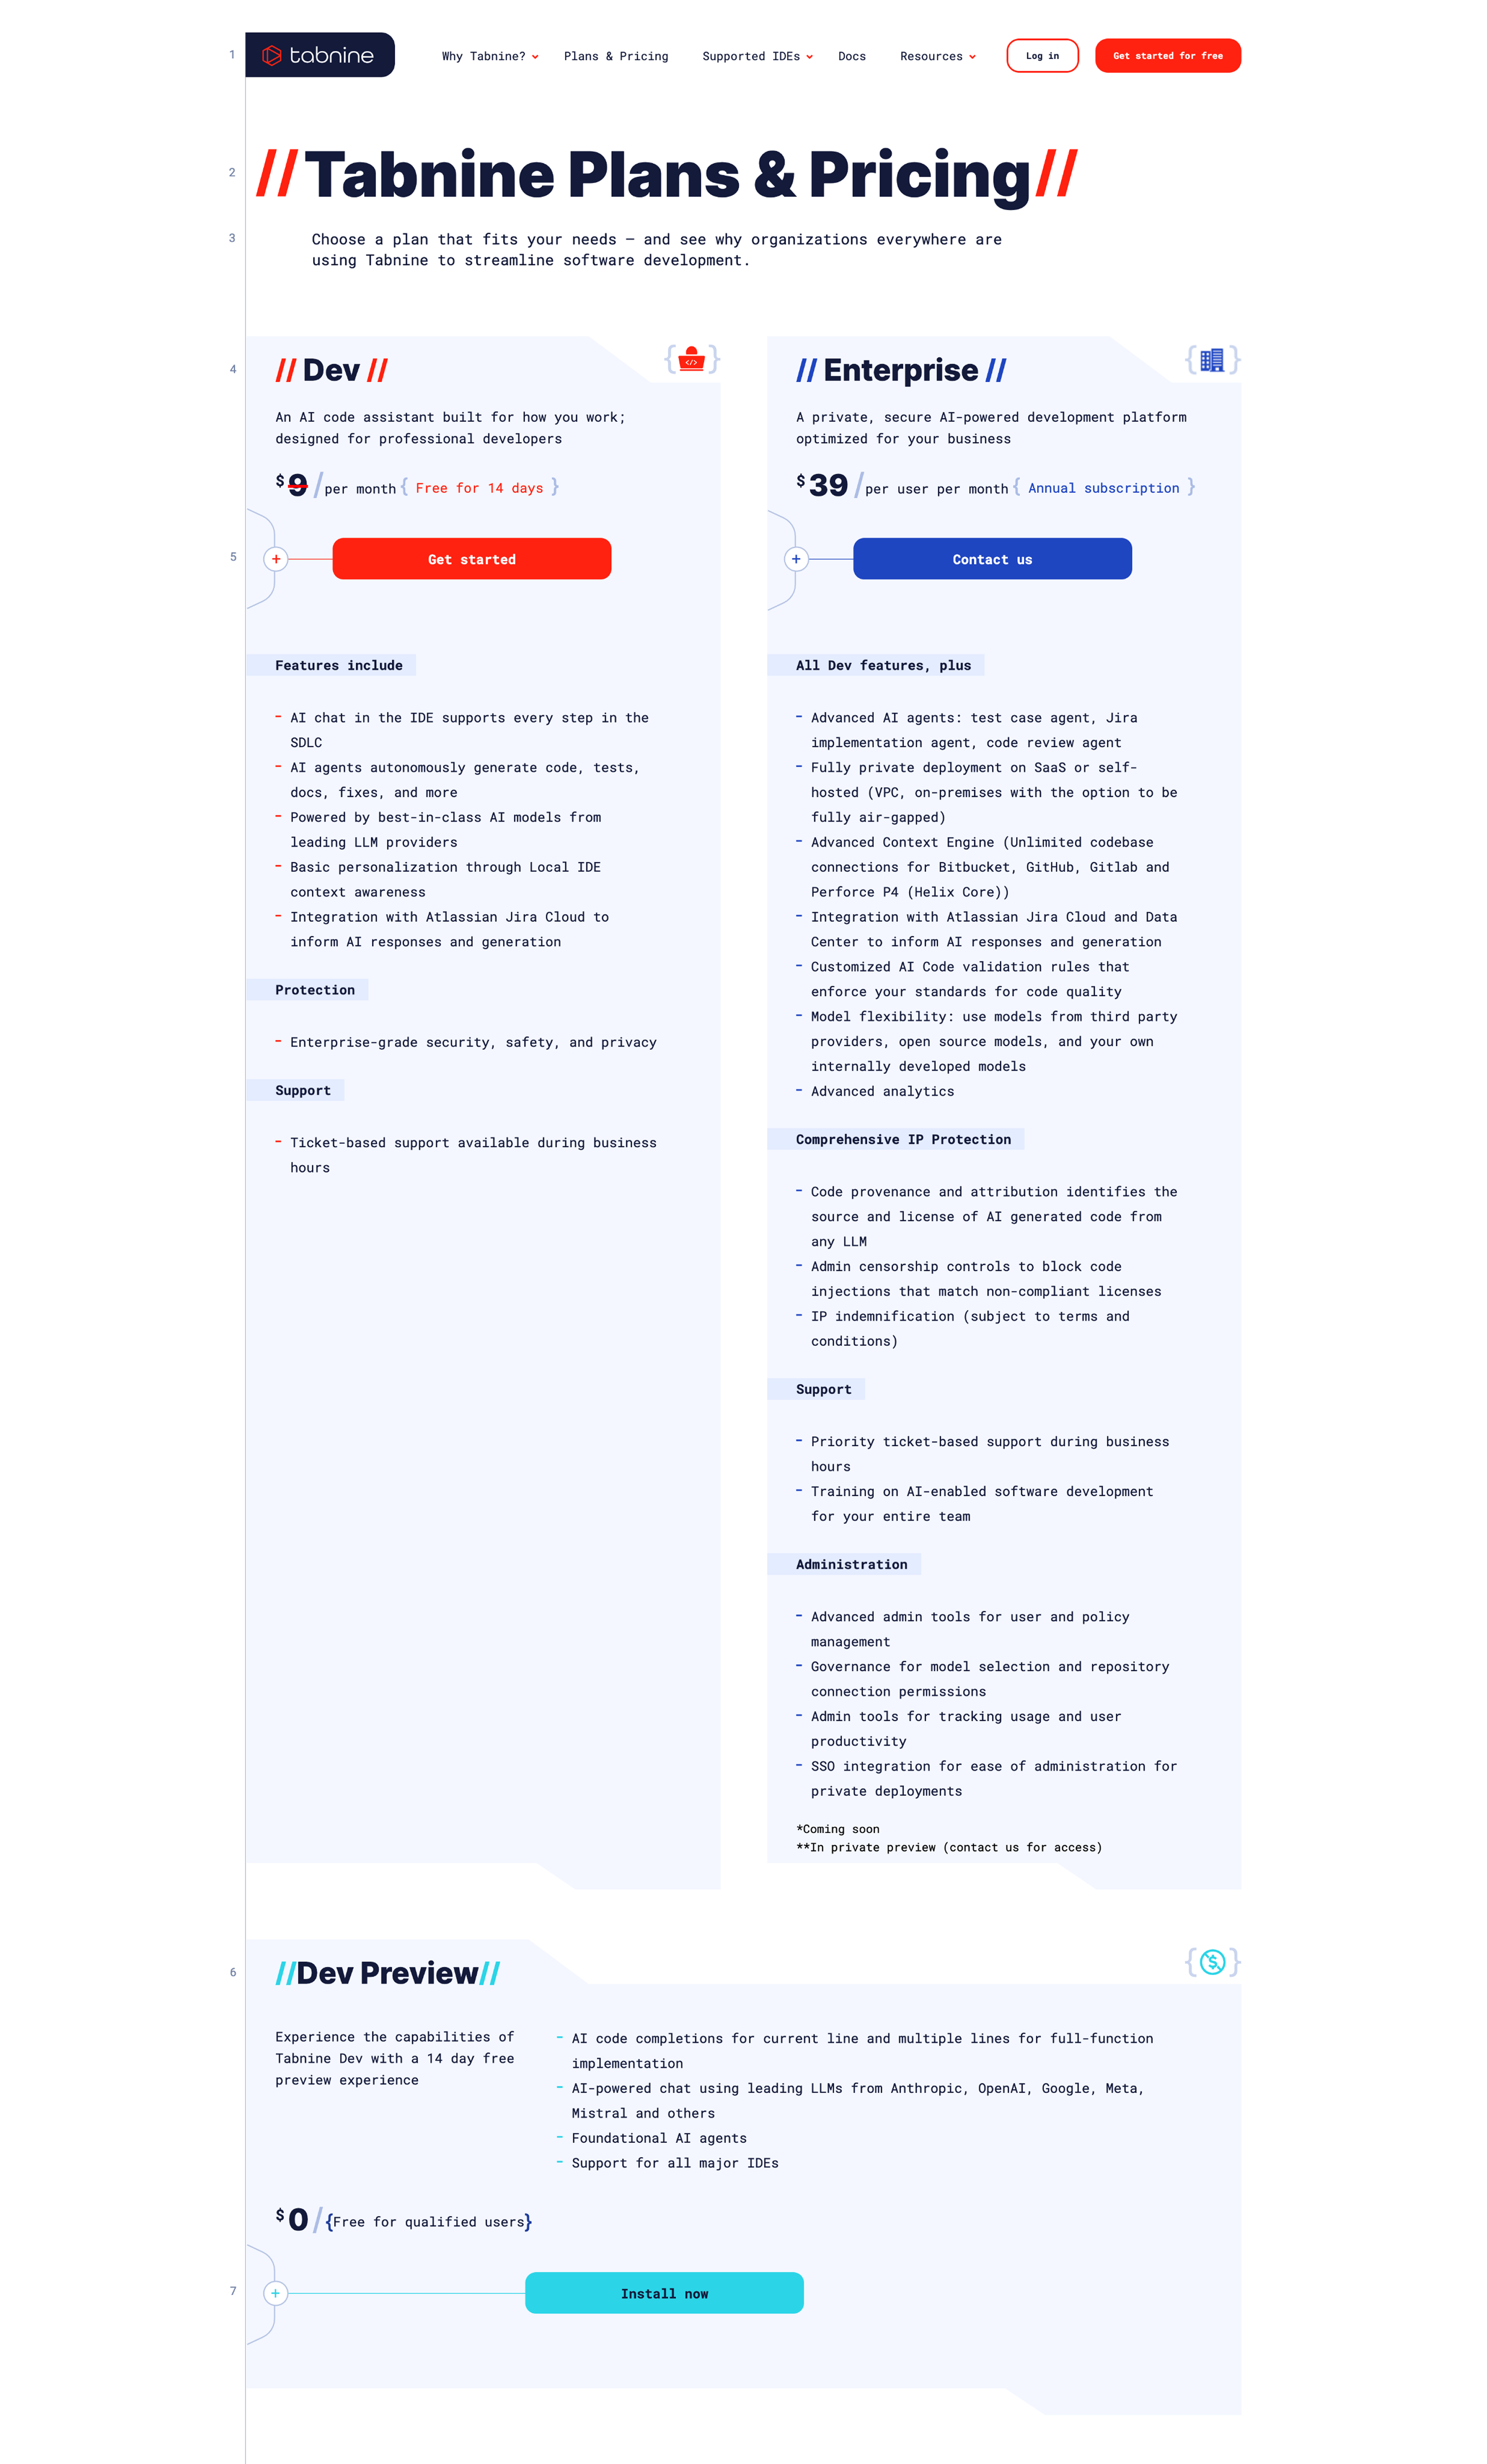 1
tabnine
Why Tabnine?
Plans & Pricing
Supported IDEs
Docs
Resources
Log in
Get started for free
2
//Tabnine Plans & Pricing//
3
Choose a plan that fits your needs — and see why organizations everywhere are
using Tabnine to streamline software development.
4
// Dev //
{ </> }
An AI code assistant built for how you work;
designed for professional developers
$9 / per month { Free for 14 days }
5
+
Get started
Features include
- AI chat in the IDE supports every step in the
SDLC
- AI agents autonomously generate code, tests,
docs, fixes, and more
- Powered by best-in-class AI models from
leading LLM providers
- Basic personalization through Local IDE
context awareness
- Integration with Atlassian Jira Cloud to
inform AI responses and generation
Protection
- Enterprise-grade security, safety, and privacy
Support
- Ticket-based support available during business
hours
// Enterprise //
{ }
A private, secure AI-powered development platform
optimized for your business
$39 / per user per month { Annual subscription }
+
Contact us
All Dev features, plus
- Advanced AI agents: test case agent, Jira
implementation agent, code review agent
- Fully private deployment on SaaS or self-
hosted (VPC, on-premises with the option to be
fully air-gapped)
- Advanced Context Engine (Unlimited codebase
connections for Bitbucket, GitHub, Gitlab and
Perforce P4 (Helix Core))
- Integration with Atlassian Jira Cloud and Data
Center to inform AI responses and generation
- Customized AI Code validation rules that
enforce your standards for code quality
- Model flexibility: use models from third party
providers, open source models, and your own
internally developed models
- Advanced analytics
Comprehensive IP Protection
- Code provenance and attribution identifies the
source and license of AI generated code from
any LLM
- Admin censorship controls to block code
injections that match non-compliant licenses
- IP indemnification (subject to terms and
conditions)
Support
- Priority ticket-based support during business
hours
- Training on AI-enabled software development
for your entire team
Administration
- Advanced admin tools for user and policy
management
- Governance for model selection and repository
connection permissions
- Admin tools for tracking usage and user
productivity
- SSO integration for ease of administration for
private deployments
*Coming soon
**In private preview (contact us for access)
6
//Dev Preview//
{ $ }
Experience the capabilities of
Tabnine Dev with a 14 day free
preview experience
- AI code completions for current line and multiple lines for full-function
implementation
- AI-powered chat using leading LLMs from Anthropic, OpenAI, Google, Meta,
Mistral and others
- Foundational AI agents
- Support for all major IDEs
$0 / {Free for qualified users}
7
+
Install now